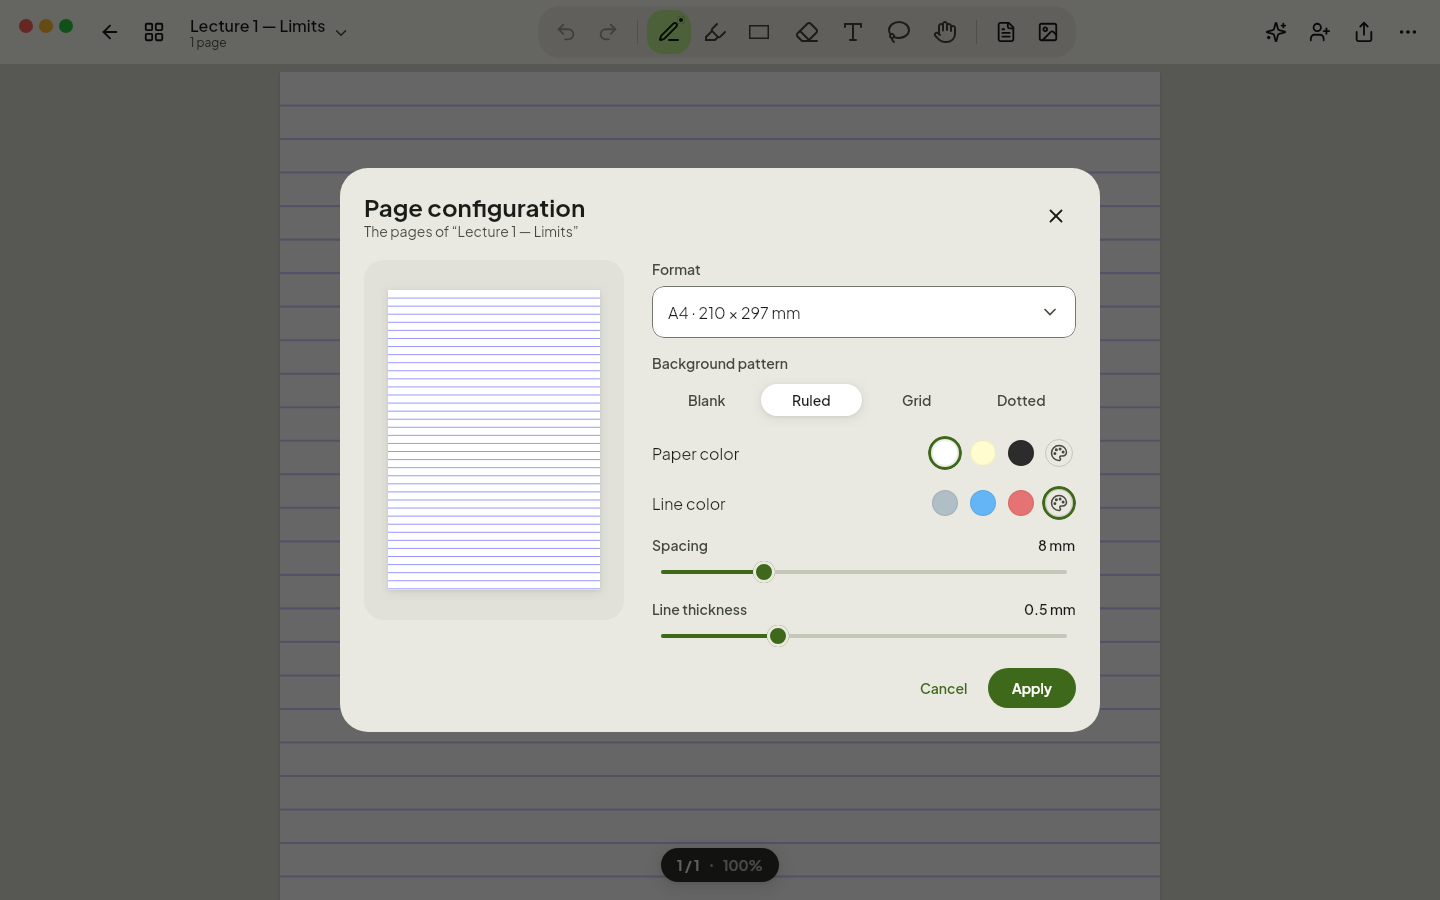 Lecture 1 — Limits
1 page
Page configuration
The pages of “Lecture 1 — Limits”
Format
A4 · 210 × 297 mm
Background pattern
Blank
Ruled
Grid
Dotted
Paper color
Line color
Spacing
8 mm
Line thickness
0.5 mm
Cancel
Apply
1 / 1 · 100%